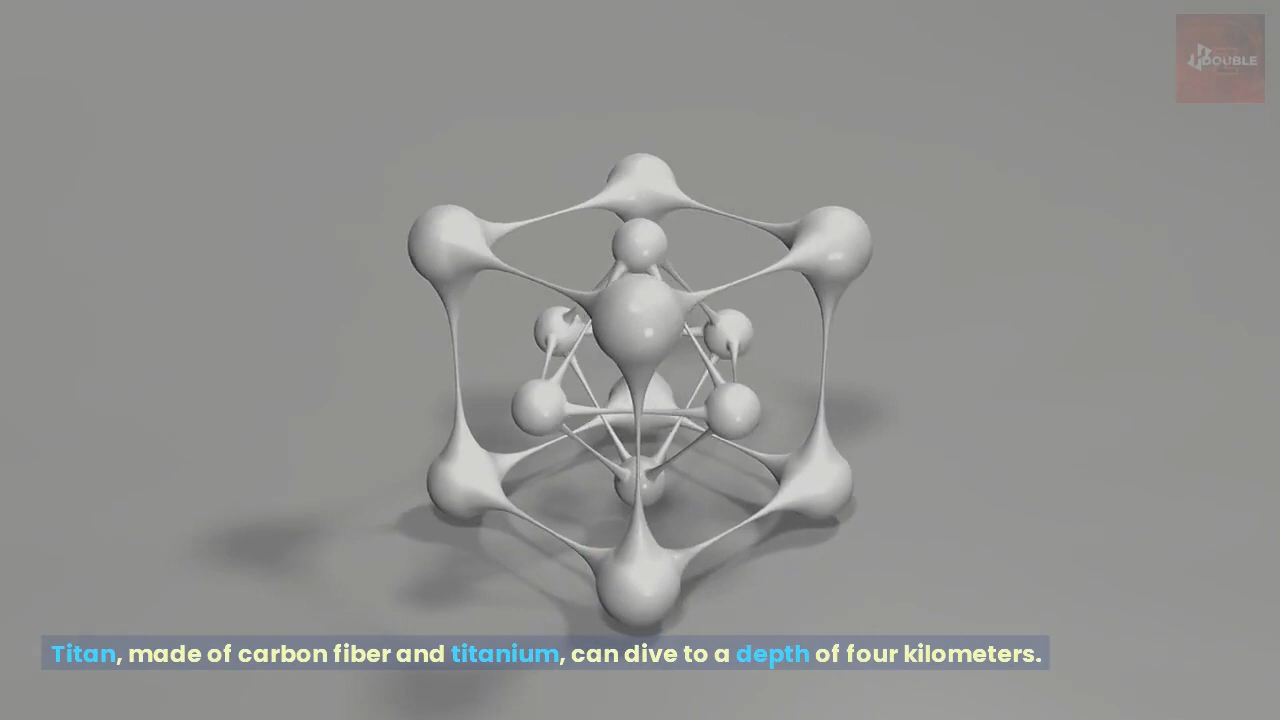 DOUBLE
Titan, made of carbon fiber and titanium, can dive to a depth of four kilometers.